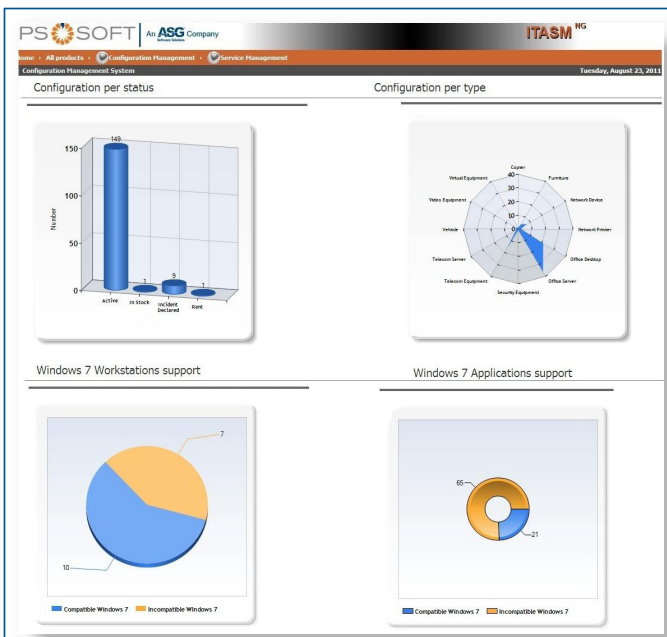 PS SOFT An ASG Company
Software Solutions
ITASM NG
Home • All products • Configuration Management • Service Management
Configuration Management System Tuesday, August 23, 2011
Configuration per status
Configuration per type
149
150
100
50
0
1
9
1
Number
Active
In Stock
Incident
Declared
Rent
Copier
Virtual Equipment
Furniture
Video Equipment
Network Device
Vehicle
Network Printer
Telecom Server
Office Desktop
Telecom Equipment
Office Server
Security Equipment
40
30
20
10
0
Windows 7 Workstations support
Windows 7 Applications support
7
10
Compatible Windows 7 Incompatible Windows 7
65
21
Compatible Windows 7 Incompatible Windows 7